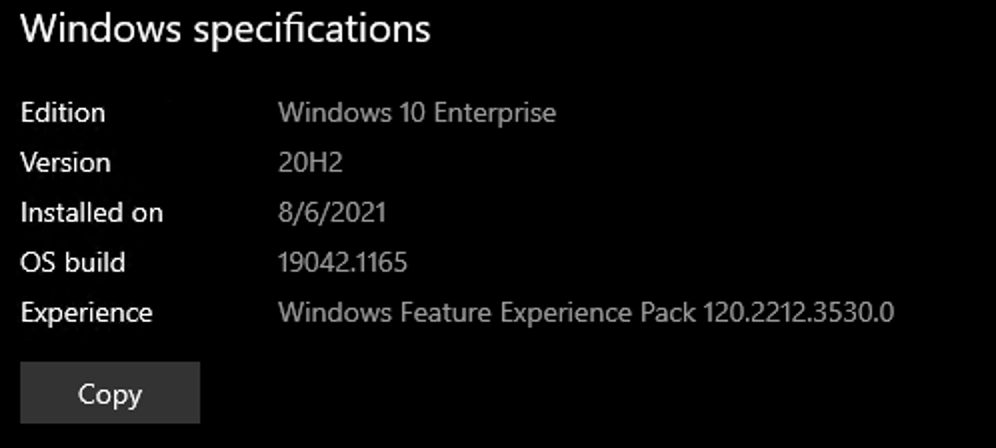 Windows specifications
Edition Windows 10 Enterprise
Version 20H2
Installed on 8/6/2021
OS build 19042.1165
Experience Windows Feature Experience Pack 120.2212.3530.0
Copy